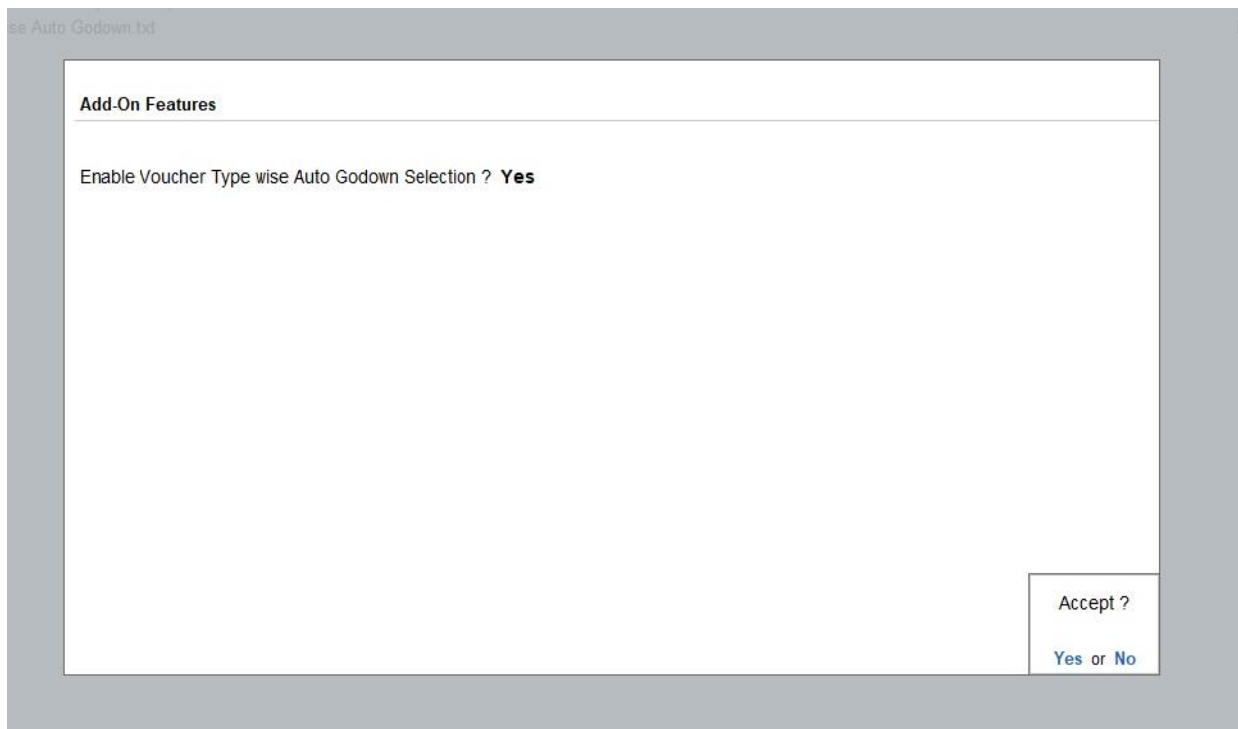 se Auto Godown.txt
Add-On Features
Enable Voucher Type wise Auto Godown Selection ? Yes
Accept ?
Yes or No